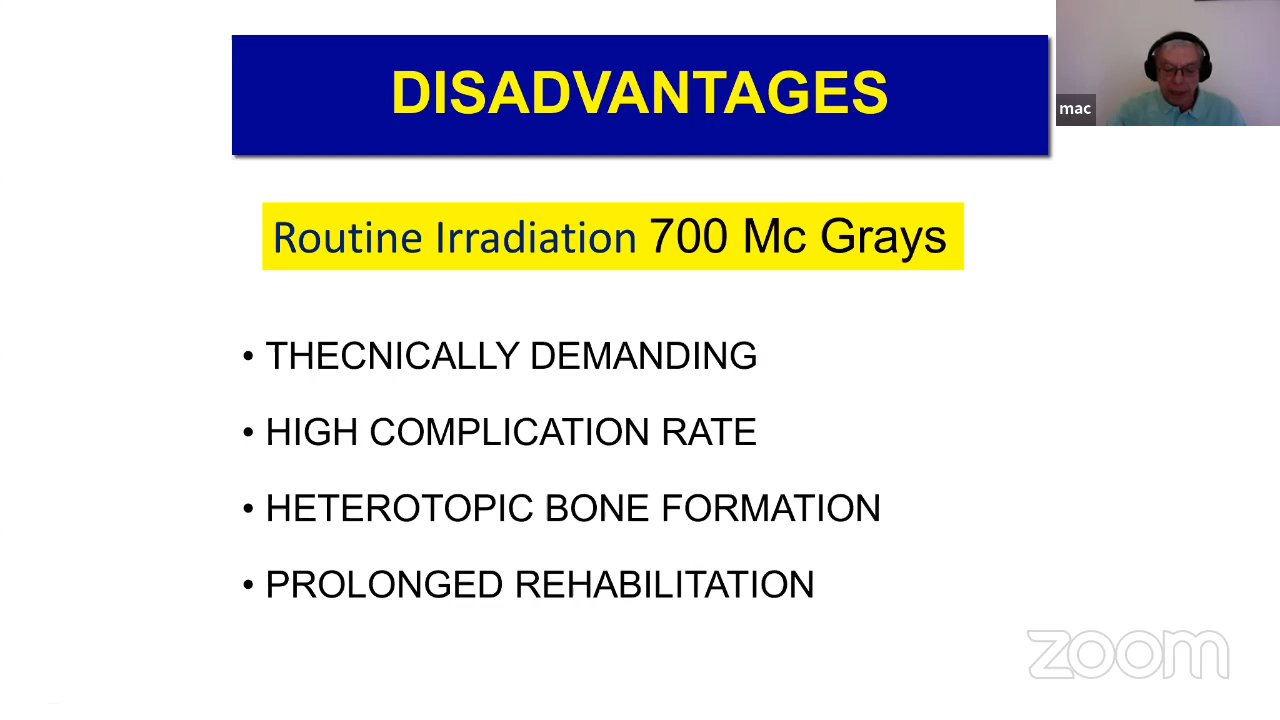 DISADVANTAGES
mac
Routine Irradiation 700 Mc Grays
• THECNICALLY DEMANDING
• HIGH COMPLICATION RATE
• HETEROTOPIC BONE FORMATION
• PROLONGED REHABILITATION
zoom